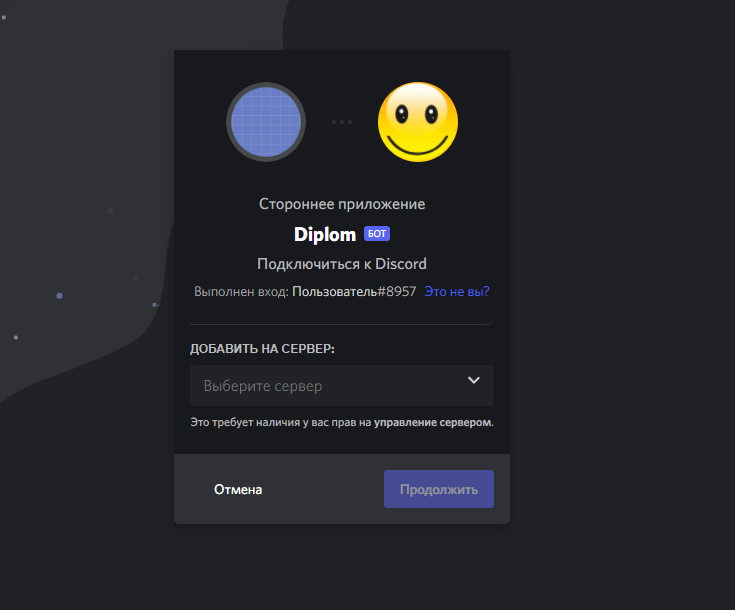 Стороннее приложение
Diplom БОТ
Подключиться к Discord
Выполнен вход: Пользователь#8957 Это не вы?
ДОБАВИТЬ НА СЕРВЕР:
Выберите сервер
Это требует наличия у вас прав на управление сервером.
Отмена Продолжить